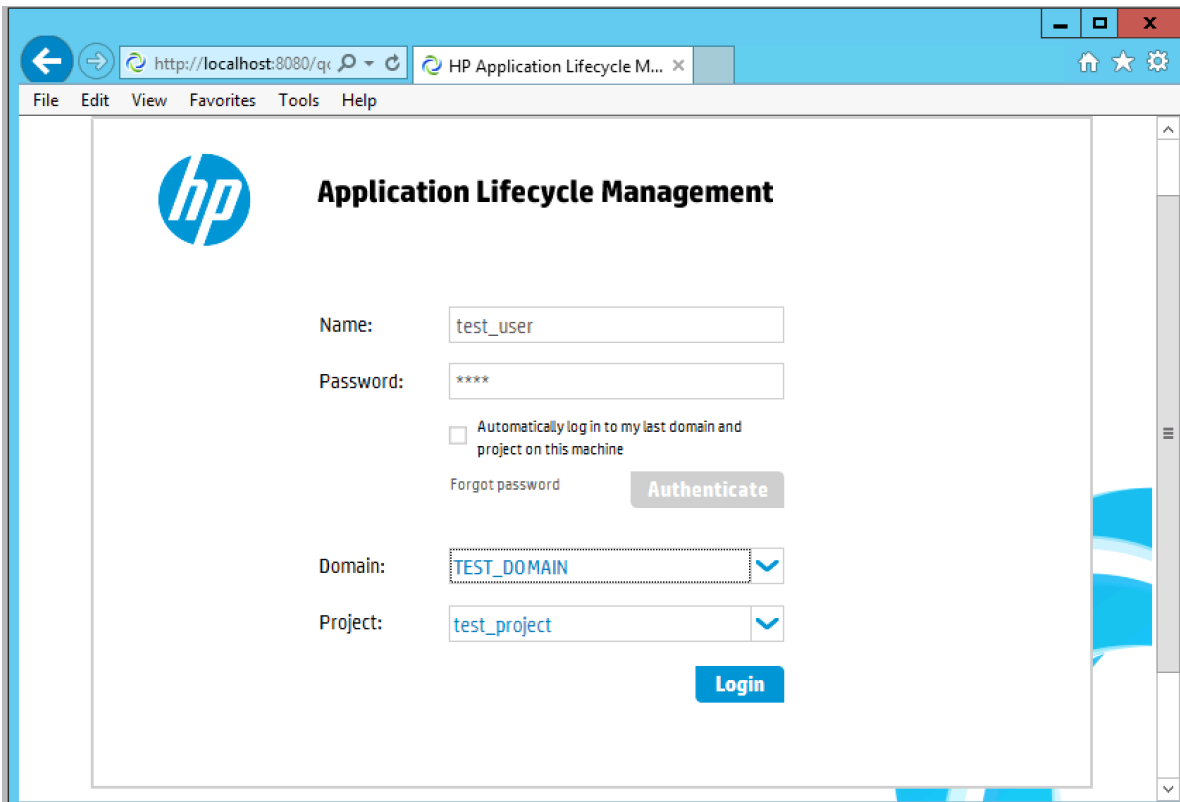 http://localhost:8080/qc
HP Application Lifecycle M...
File Edit View Favorites Tools Help
hp
Application Lifecycle Management
Name: test_user
Password: ****
Automatically log in to my last domain and
project on this machine
Forgot password
Authenticate
Domain: TEST_DOMAIN
Project: test_project
Login